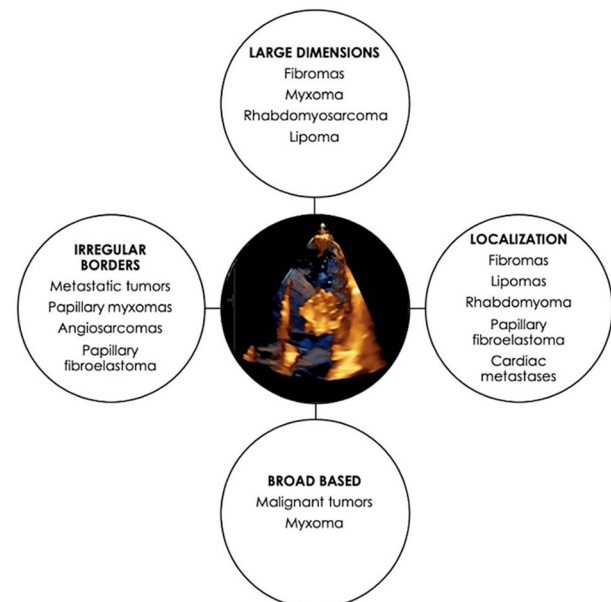 LARGE DIMENSIONS
Fibromas
Myxoma
Rhabdomyosarcoma
Lipoma
IRREGULAR
BORDERS
Metastatic tumors
Papillary myxomas
Angiosarcomas
Papillary
fibroelastoma
LOCALIZATION
Fibromas
Lipomas
Rhabdomyoma
Papillary
fibroelastoma
Cardiac
metastases
BROAD BASED
Malignant tumors
Myxoma